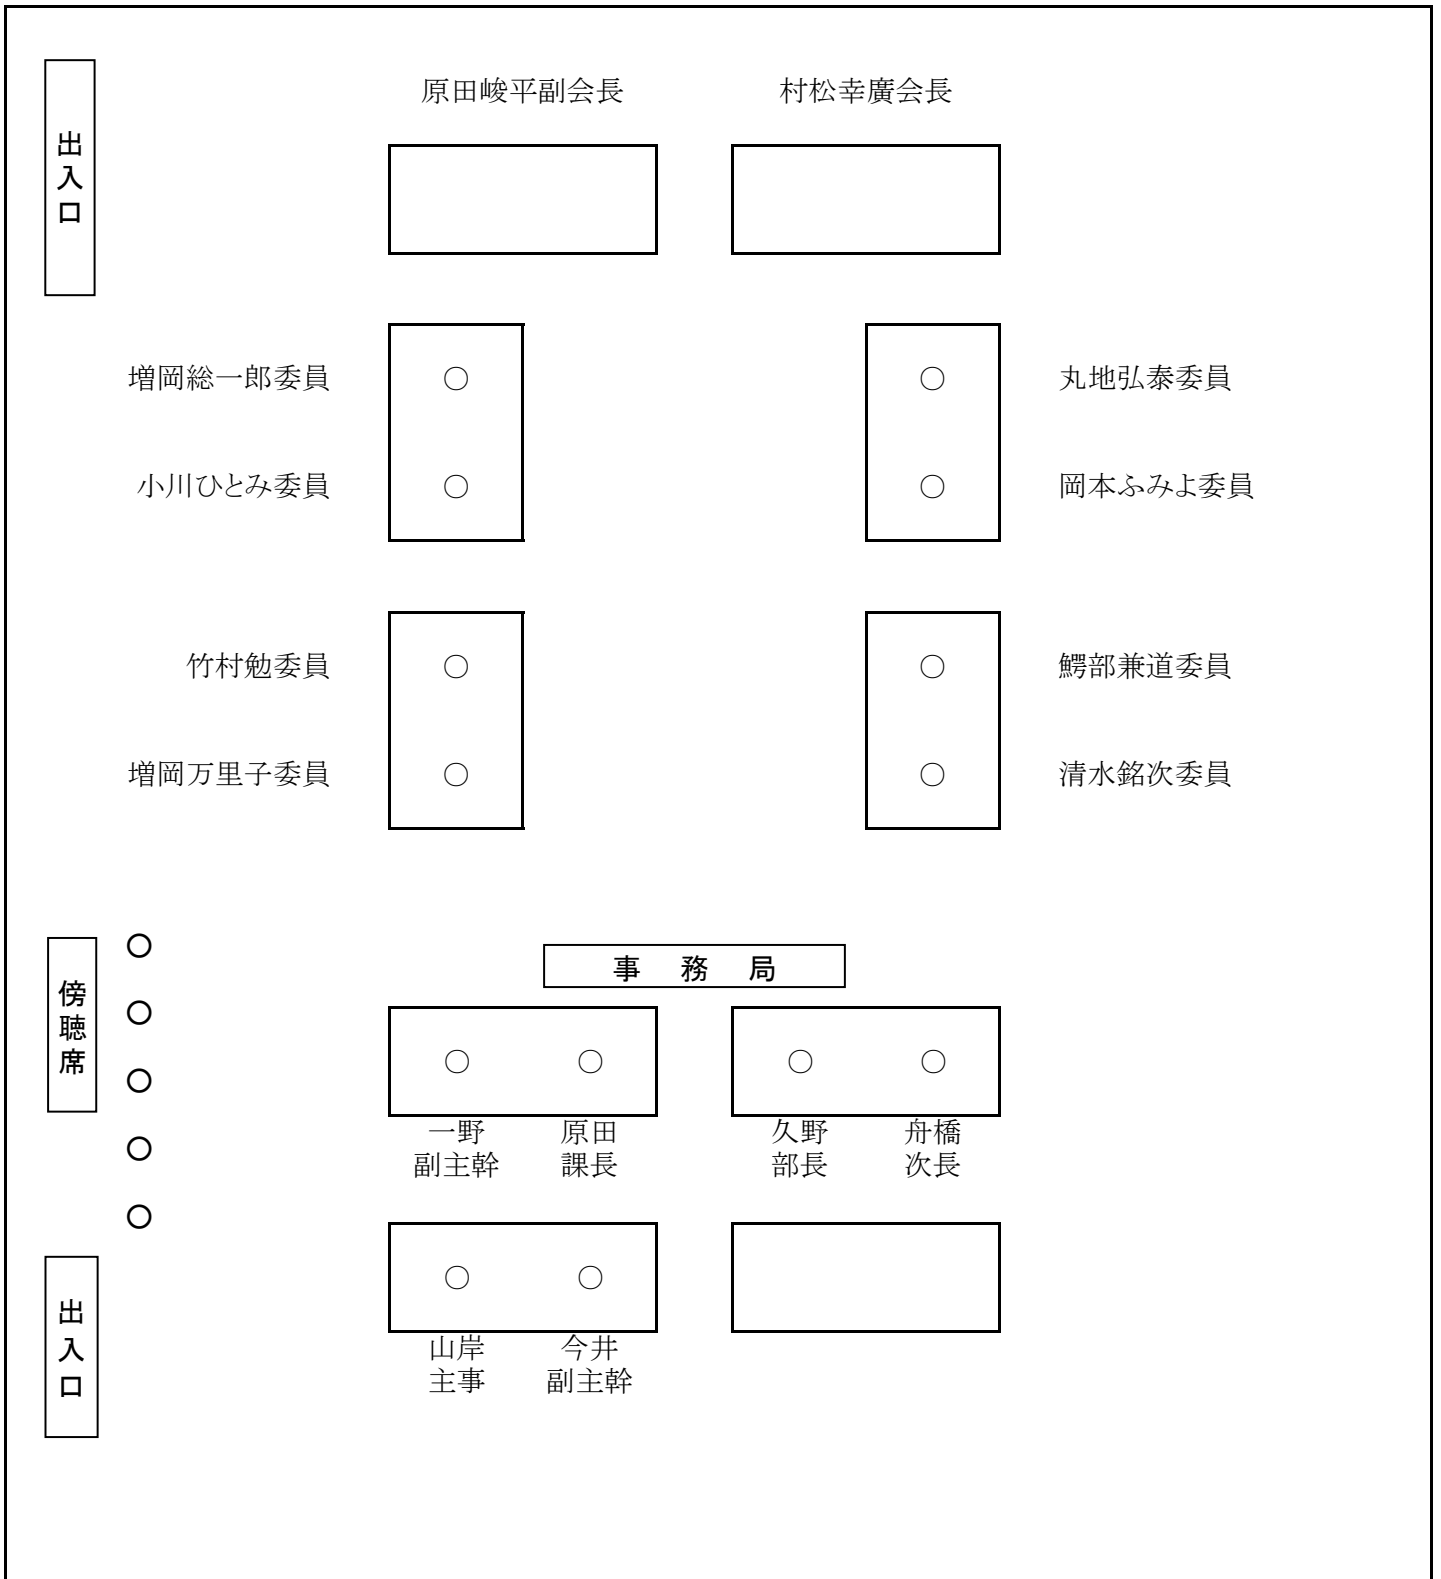 出入口
原田峻平副会長
村松幸廣会長
増岡総一郎委員
○
○
丸地弘泰委員
小川ひとみ委員
○
○
岡本ふみよ委員
竹村勉委員
○
○
鰐部兼道委員
増岡万里子委員
○
○
清水銘次委員
傍聴席
○
○
○
○
○
事　務　局
○
○
○
○
一野
副主幹
原田
課長
久野
部長
舟橋
次長
○
○
山岸
主事
今井
副主幹
出入口